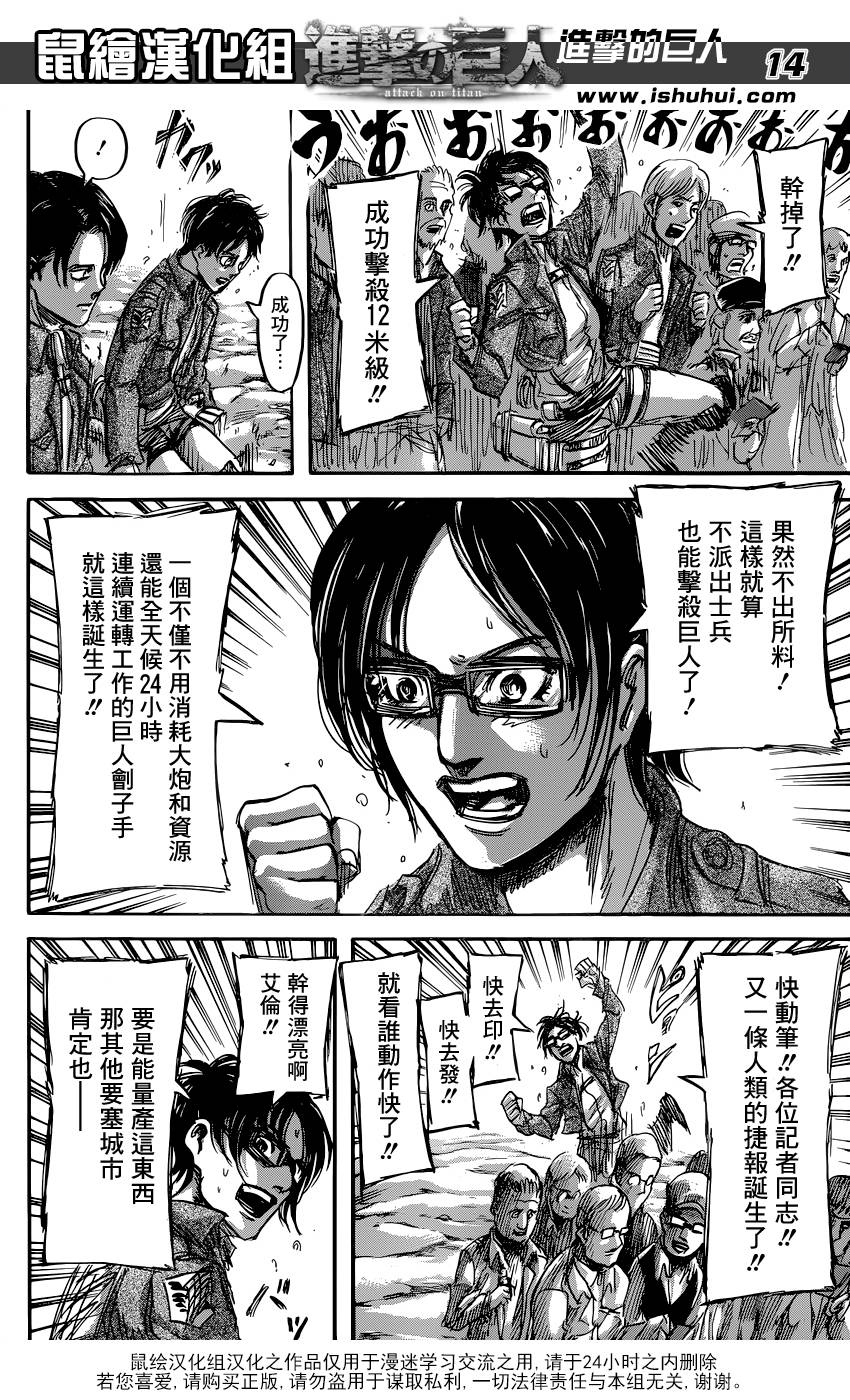 鼠繪漢化組
進撃の巨人
attack on titan
進擊的巨人
14
www.ishuhui.com
うおおおおおおお
幹掉了!!
成功擊殺12米級!!
ガクッ
成功了…
!
果然不出所料!
這樣就算
不派出士兵
也能擊殺巨人了!
一個不僅不用消耗大炮和資源
還能全天候24小時
連續運轉工作的巨人劊子手
就這樣誕生了!!
快動筆!!各位記者同志!!
又一條人類的捷報誕生了!!
快去印!!
快去發!!
就看誰動作快了!!
幹得漂亮啊
艾倫!!
要是能量產這東西
那其他要塞城市
肯定也——
鼠绘汉化组汉化之作品仅用于漫迷学习交流之用, 请于24小时之内删除
若您喜爱, 请购买正版, 请勿盗用于谋取私利, 一切法律责任与本组无关, 谢谢。